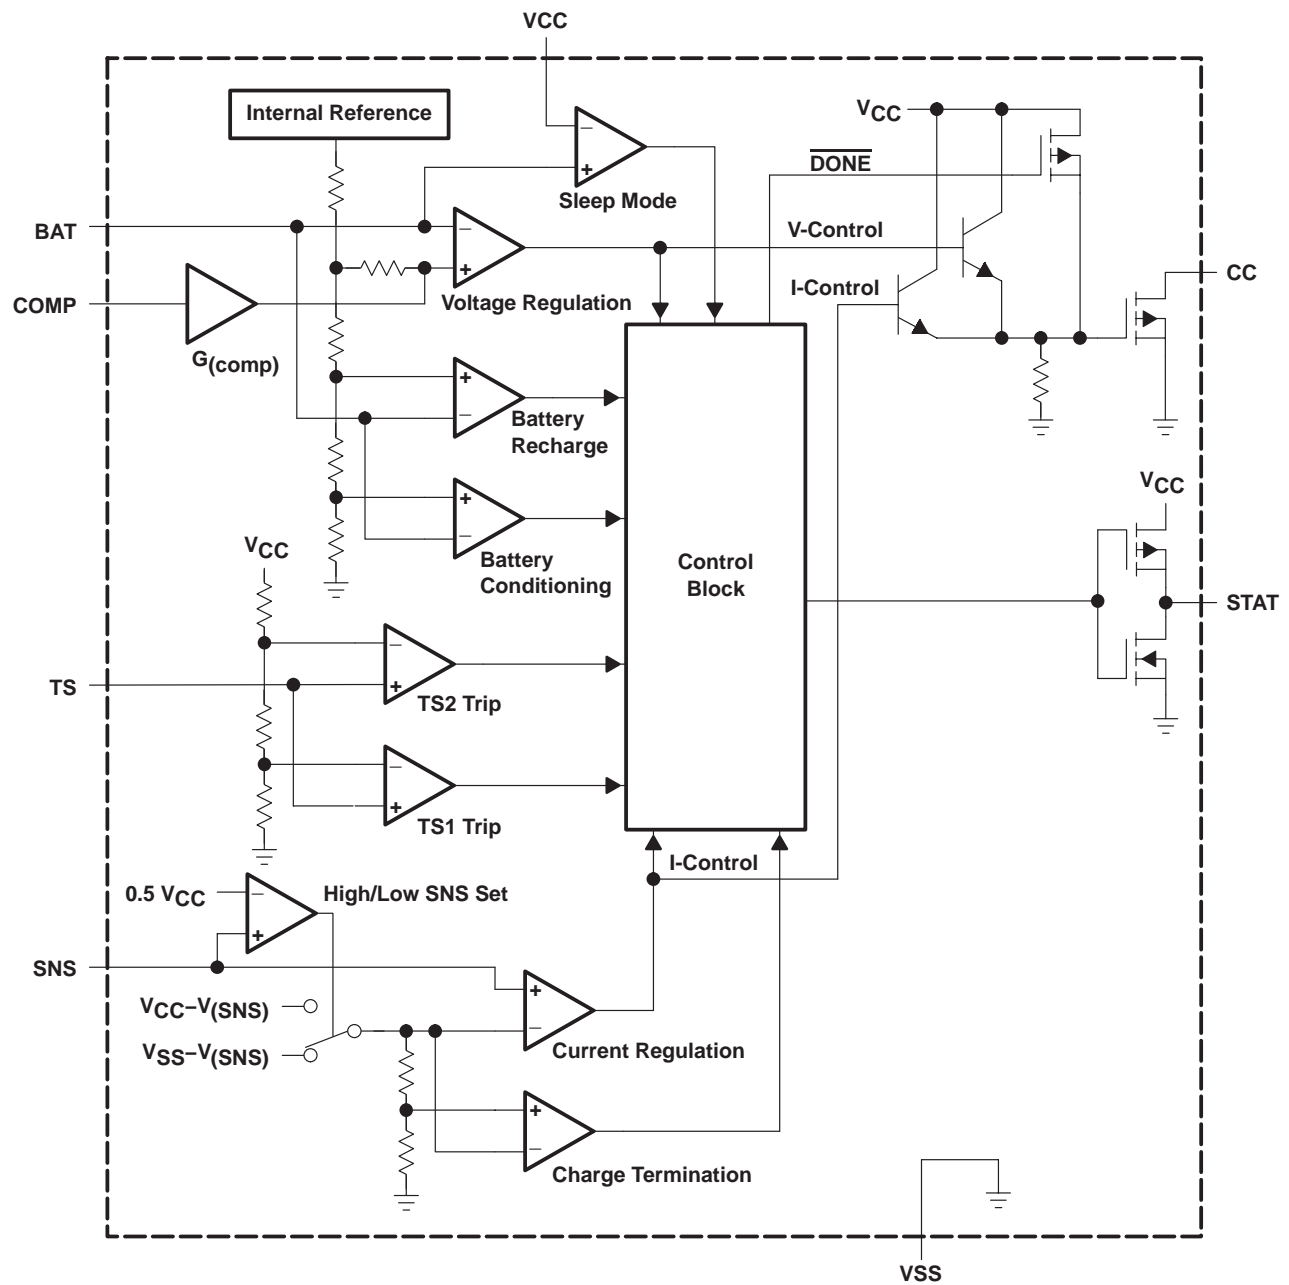 VCC
Internal Reference
−
+
Sleep Mode
VCC
DONE
BAT
−
+
Voltage Regulation
V-Control
I-Control
CC
COMP
G(comp)
+
−
Battery
Recharge
+
−
Battery
Conditioning
VCC
Control
Block
VCC
STAT
TS
−
+
TS2 Trip
−
+
TS1 Trip
I-Control
0.5 VCC
−
+
High/Low SNS Set
SNS
VCC−V(SNS)
VSS−V(SNS)
+
−
Current Regulation
+
−
Charge Termination
VSS